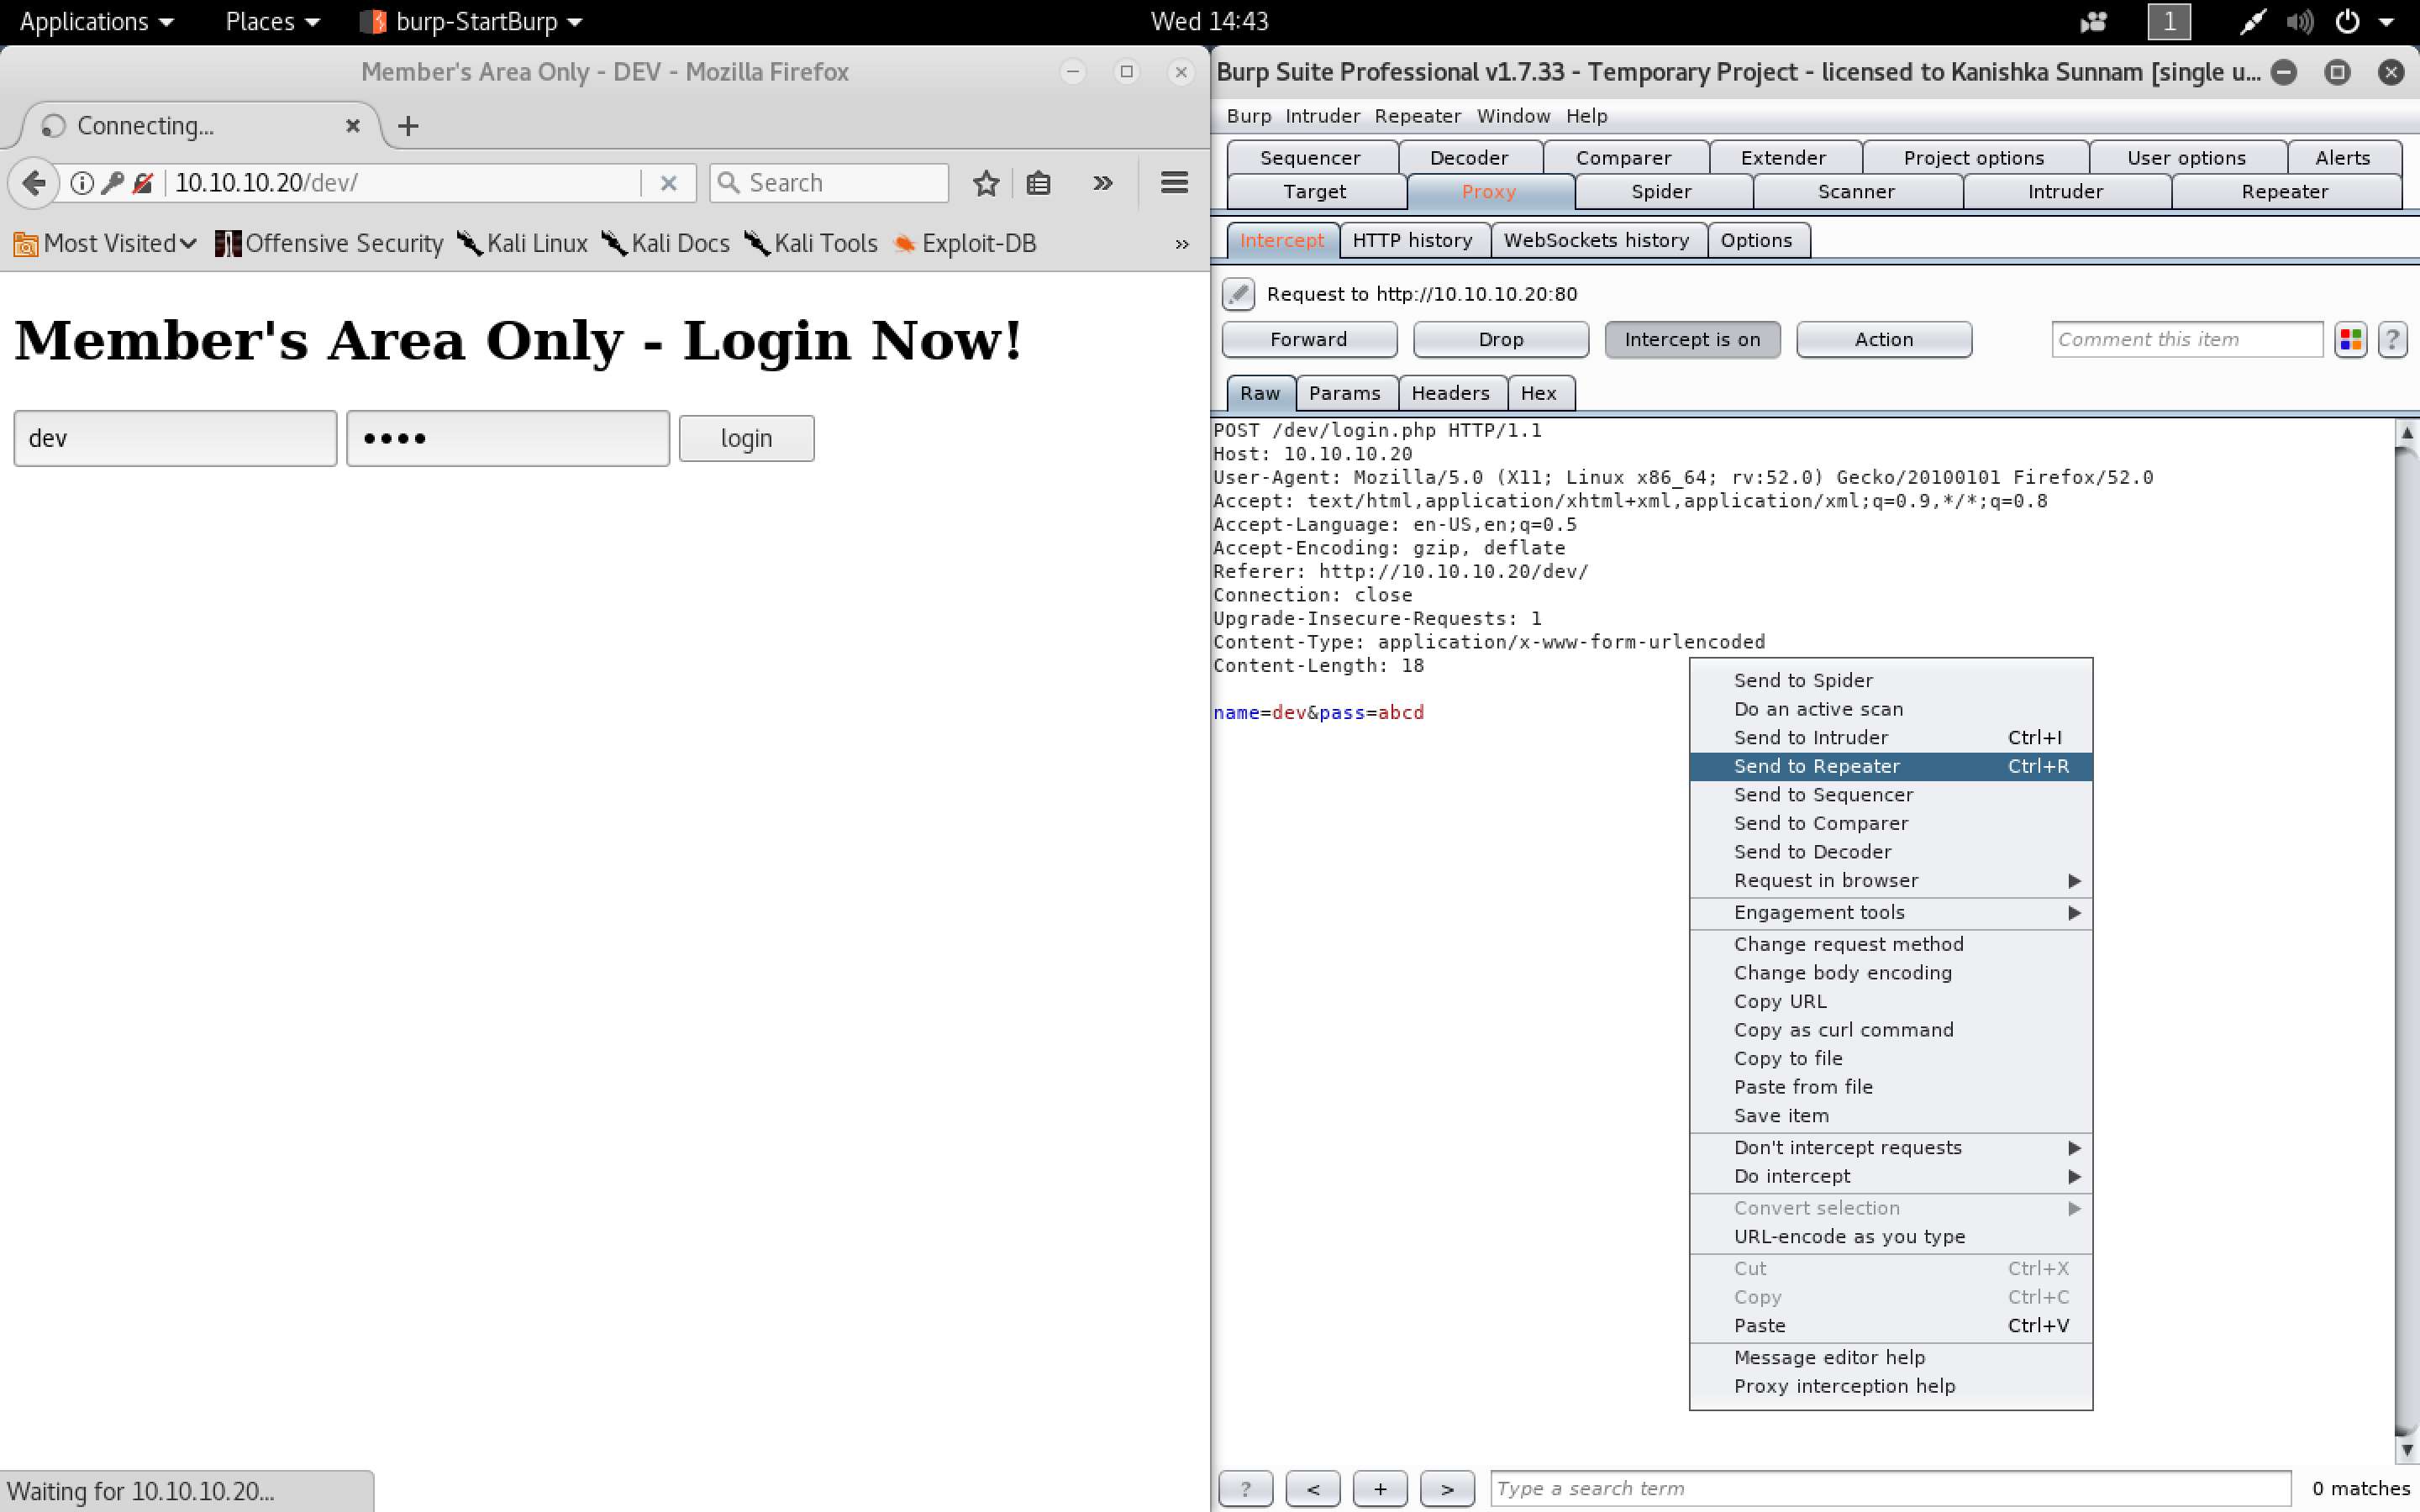 Applications Places burp-StartBurp Wed 14:43 1
Member's Area Only - DEV - Mozilla Firefox
Connecting...
10.10.10.20/dev/ Search
Most Visited Offensive Security Kali Linux Kali Docs Kali Tools Exploit-DB
Member's Area Only - Login Now!
dev •••• login
Waiting for 10.10.10.20...
Burp Suite Professional v1.7.33 - Temporary Project - licensed to Kanishka Sunnam [single u...
Burp Intruder Repeater Window Help
Sequencer Decoder Comparer Extender Project options User options Alerts
Target Proxy Spider Scanner Intruder Repeater
Intercept HTTP history WebSockets history Options
Request to http://10.10.10.20:80
Forward Drop Intercept is on Action Comment this item ?
Raw Params Headers Hex
POST /dev/login.php HTTP/1.1
Host: 10.10.10.20
User-Agent: Mozilla/5.0 (X11; Linux x86_64; rv:52.0) Gecko/20100101 Firefox/52.0
Accept: text/html,application/xhtml+xml,application/xml;q=0.9,*/*;q=0.8
Accept-Language: en-US,en;q=0.5
Accept-Encoding: gzip, deflate
Referer: http://10.10.10.20/dev/
Connection: close
Upgrade-Insecure-Requests: 1
Content-Type: application/x-www-form-urlencoded
Content-Length: 18
name=dev&pass=abcd
Send to Spider
Do an active scan
Send to Intruder Ctrl+I
Send to Repeater Ctrl+R
Send to Sequencer
Send to Comparer
Send to Decoder
Request in browser
Engagement tools
Change request method
Change body encoding
Copy URL
Copy as curl command
Copy to file
Paste from file
Save item
Don't intercept requests
Do intercept
Convert selection
URL-encode as you type
Cut Ctrl+X
Copy Ctrl+C
Paste Ctrl+V
Message editor help
Proxy interception help
? < + > Type a search term 0 matches